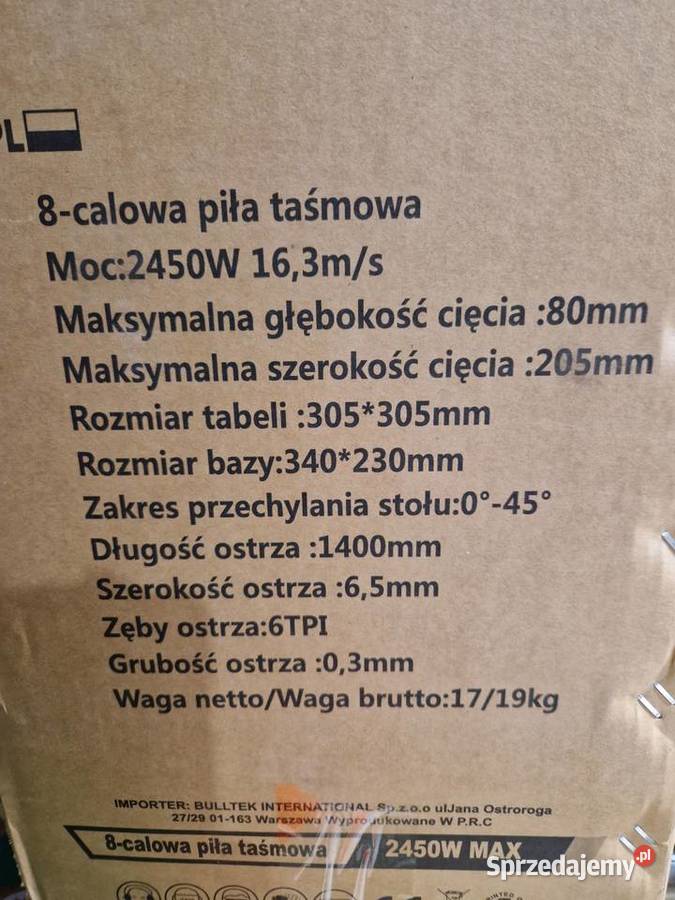 PL
8-calowa piła taśmowa
Moc:2450W 16,3m/s
Maksymalna głębokość cięcia :80mm
Maksymalna szerokość cięcia :205mm
Rozmiar tabeli :305*305mm
Rozmiar bazy:340*230mm
Zakres przechylania stołu:0°-45°
Długość ostrza :1400mm
Szerokość ostrza :6,5mm
Zęby ostrza:6TPI
Grubość ostrza :0,3mm
Waga netto/Waga brutto:17/19kg
IMPORTER: BULLTEK INTERNATIONAL Sp.z.o.o ulJana Ostroroga
27/29 01-163 Warszawa Wyprodukowane W P.R.C
8-calowa piła taśmowa 2450W MAX
Sprzedajemy.pl